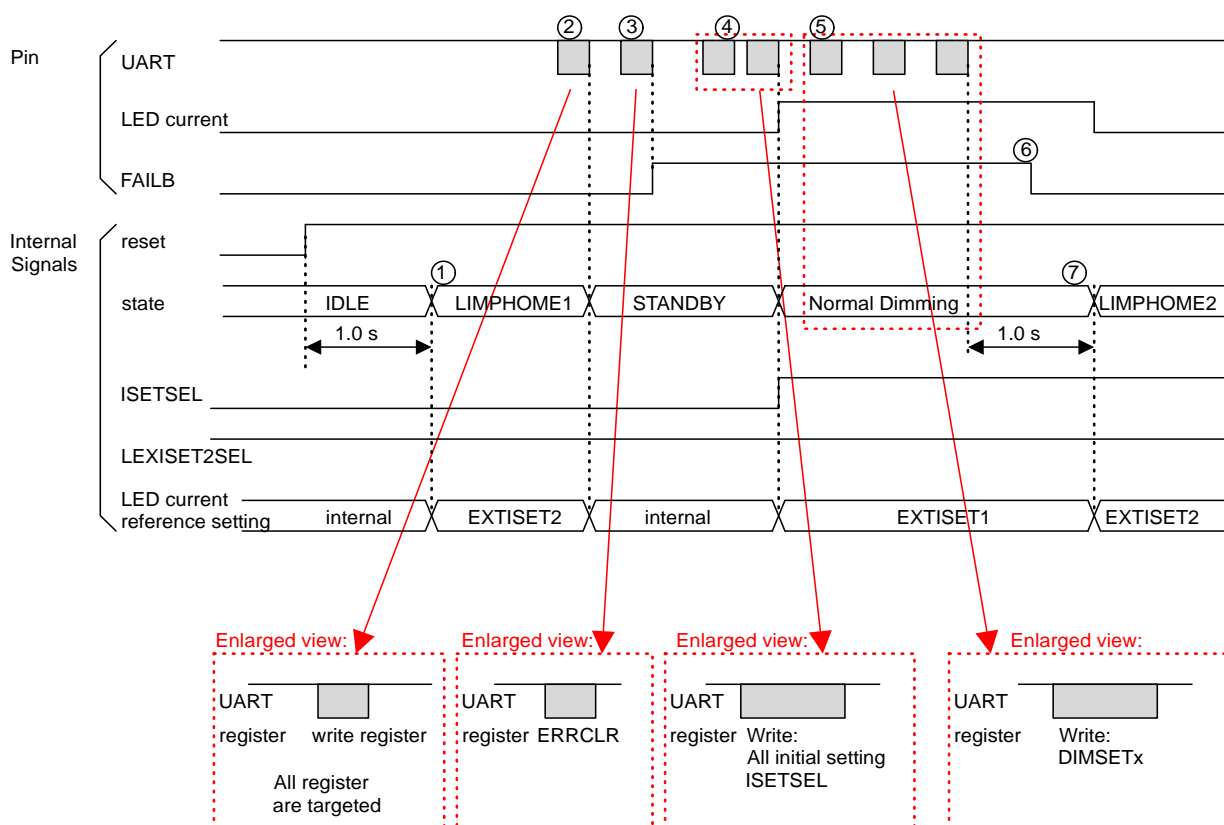 ② ③ ④ ⑤
Pin
UART
LED current
⑥
FAILB
Internal
Signals
reset
① ⑦
state IDLE LIMPHOME1 STANDBY Normal Dimming LIMPHOME2
1.0 s 1.0 s
ISETSEL
LEXISET2SEL
LED current
reference setting internal EXTISET2 internal EXTISET1 EXTISET2
Enlarged view: Enlarged view: Enlarged view: Enlarged view:
UART UART UART UART
register write register register ERRCLR register Write: register Write:
All initial setting DIMSETx
ISETSEL
All register
are targeted